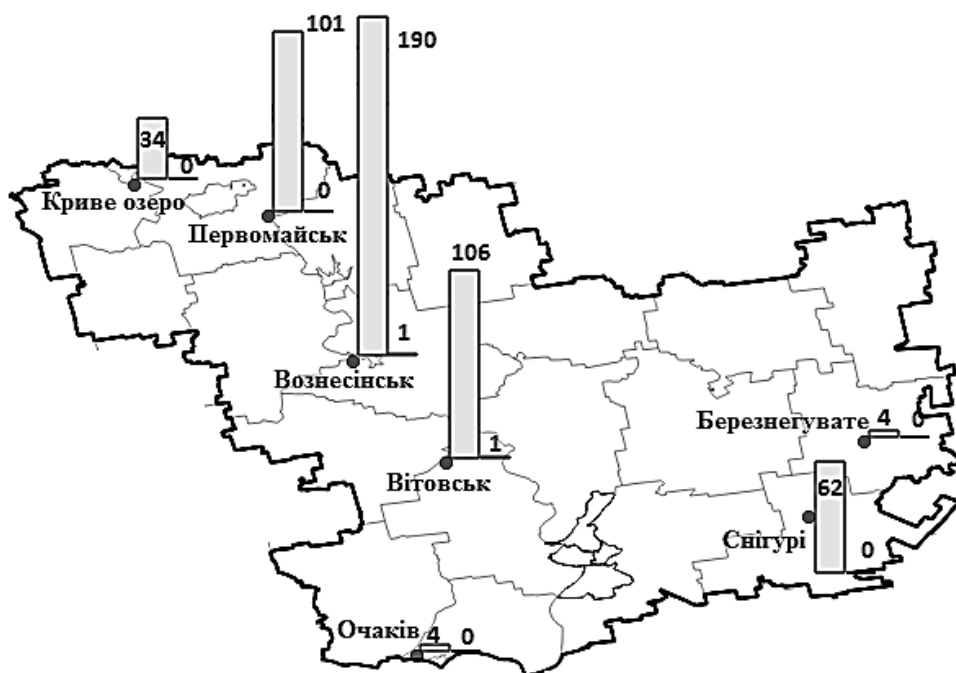 101
190
34
0
Криве озеро
0
Первомайськ
106
1
Вознесінськ
Березнегувате
4
0
1
Вітовськ
62
Снігурі
0
Очаків
4
0